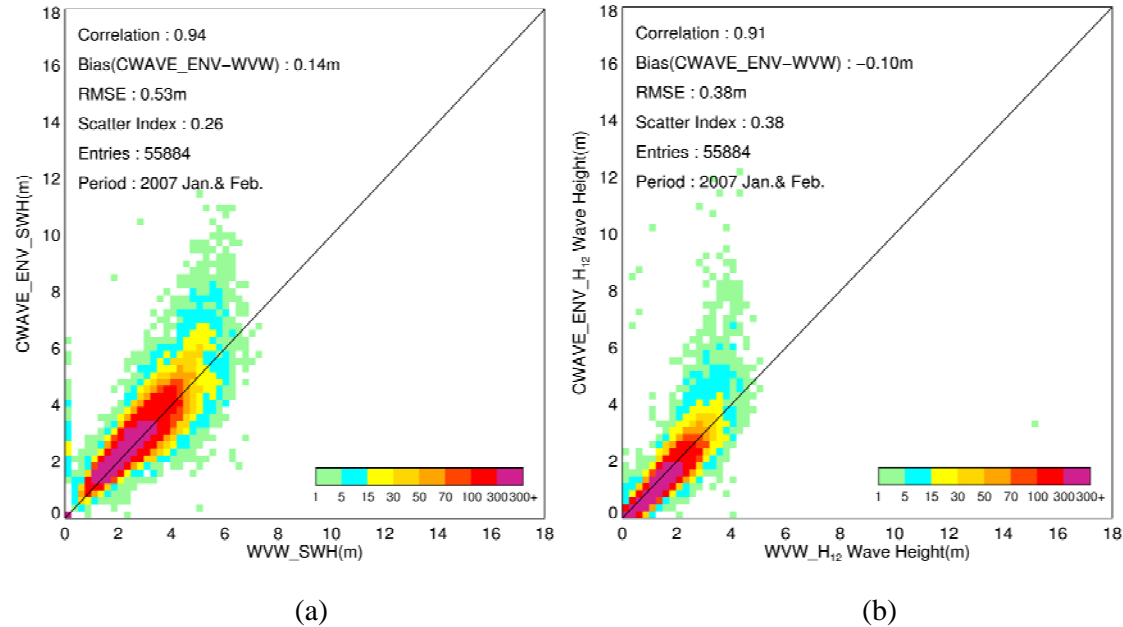 18
16
14
12
10
8
6
4
2
0
CWAVE_ENV_SWH(m)
Correlation : 0.94
Bias(CWAVE_ENV−WVW) : 0.14m
RMSE : 0.53m
Scatter Index : 0.26
Entries : 55884
Period : 2007 Jan.& Feb.
1 5 15 30 50 70 100 300 300+
0 2 4 6 8 10 12 14 16 18
WVW_SWH(m)
(a)
18
16
14
12
10
8
6
4
2
0
CWAVE_ENV_H₁₂ Wave Height(m)
Correlation : 0.91
Bias(CWAVE_ENV−WVW) : −0.10m
RMSE : 0.38m
Scatter Index : 0.38
Entries : 55884
Period : 2007 Jan.& Feb.
1 5 15 30 50 70 100 300 300+
0 2 4 6 8 10 12 14 16 18
WVW_H₁₂ Wave Height(m)
(b)